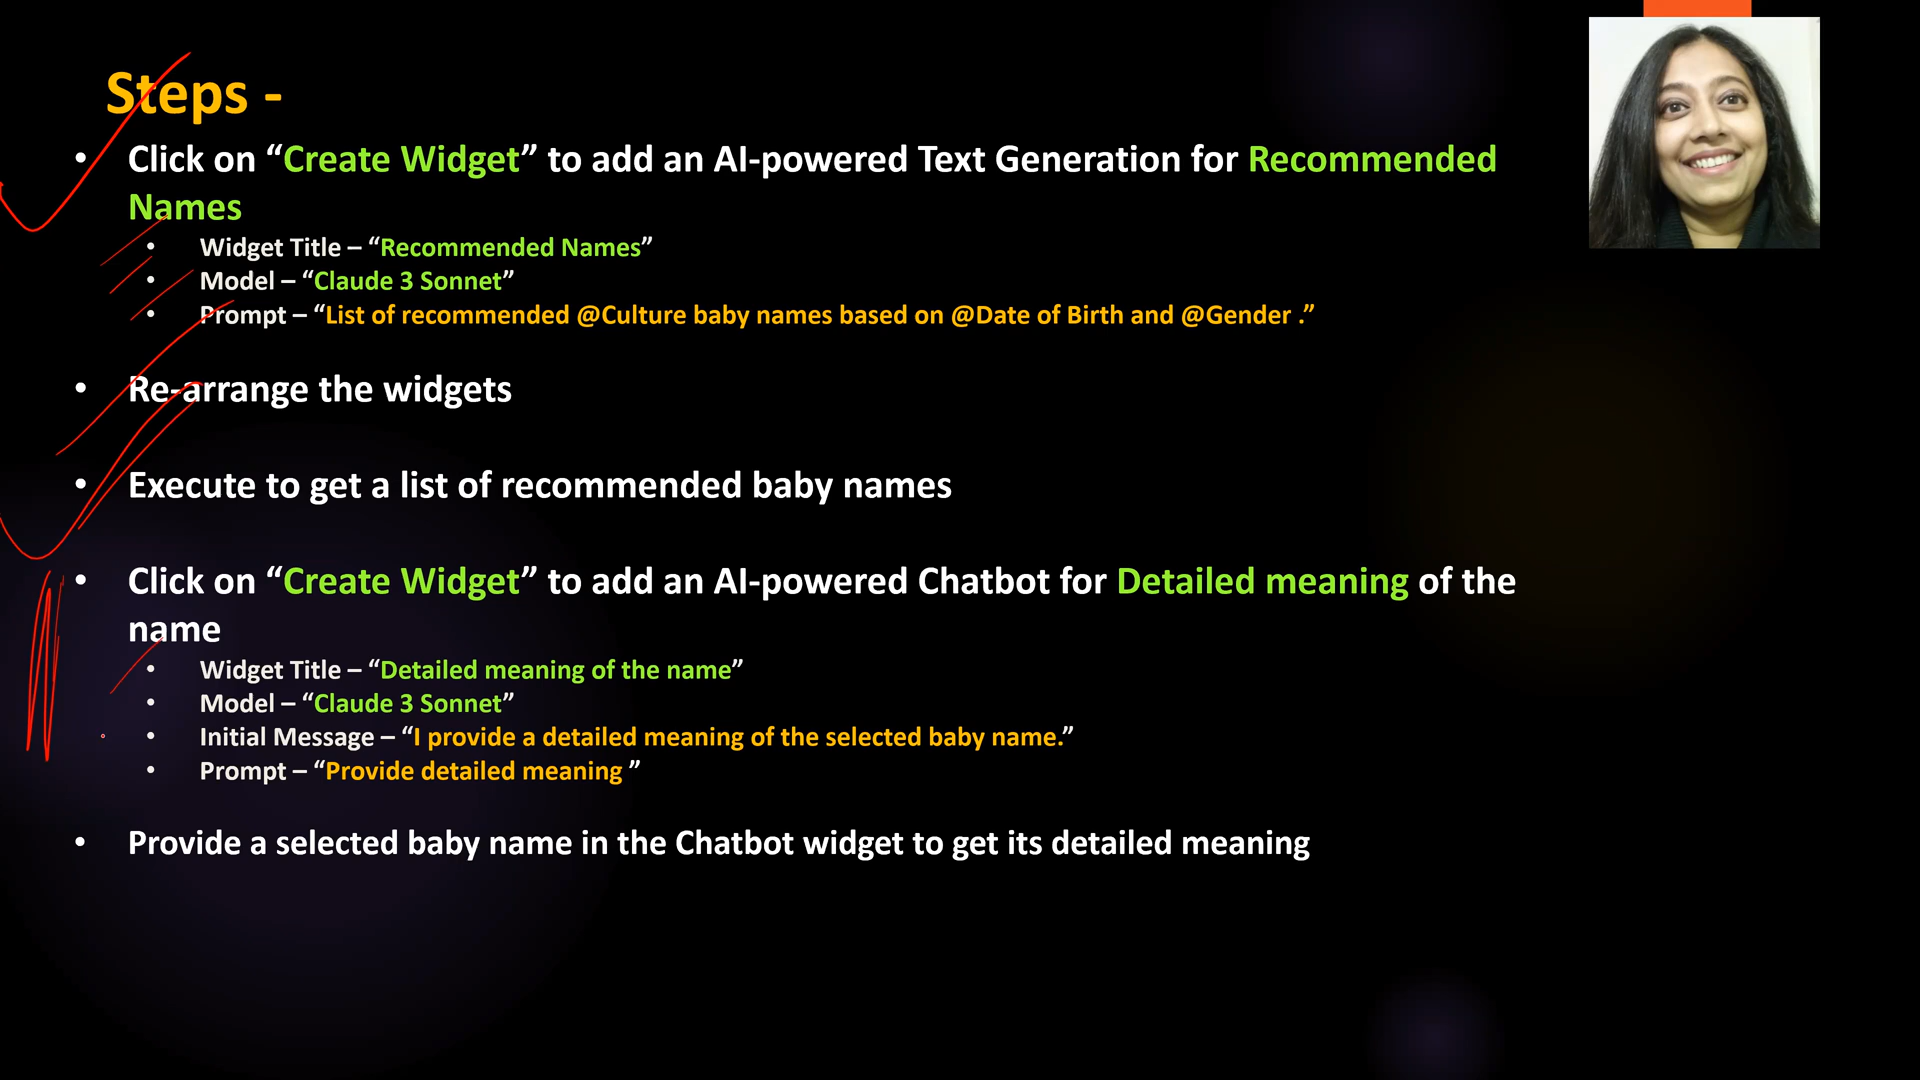 Steps -
• Click on “Create Widget” to add an AI-powered Text Generation for Recommended
Names
• Widget Title – “Recommended Names”
• Model – “Claude 3 Sonnet”
• Prompt – “List of recommended @Culture baby names based on @Date of Birth and @Gender .”
• Re-arrange the widgets
• Execute to get a list of recommended baby names
• Click on “Create Widget” to add an AI-powered Chatbot for Detailed meaning of the
name
• Widget Title – “Detailed meaning of the name”
• Model – “Claude 3 Sonnet”
• Initial Message – “I provide a detailed meaning of the selected baby name.”
• Prompt – “Provide detailed meaning ”
• Provide a selected baby name in the Chatbot widget to get its detailed meaning